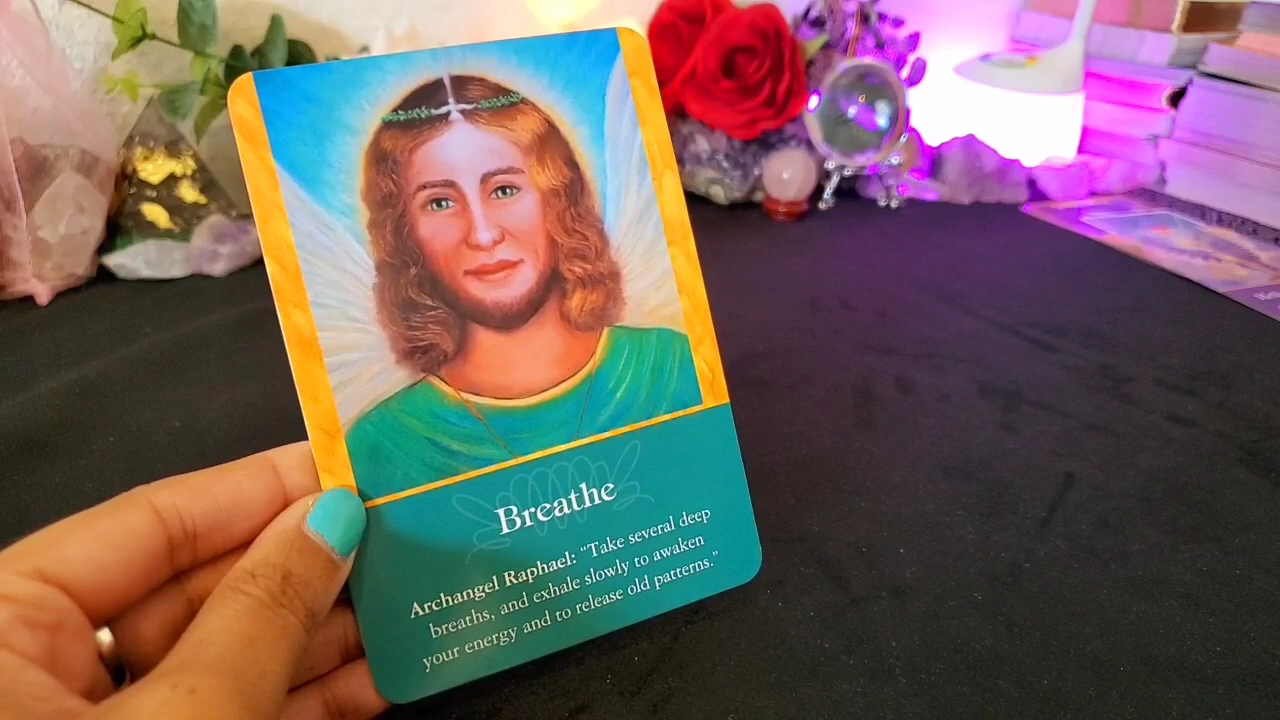 Breathe
Archangel Raphael: “Take several deep
breaths, and exhale slowly to awaken
your energy and to release old patterns.”